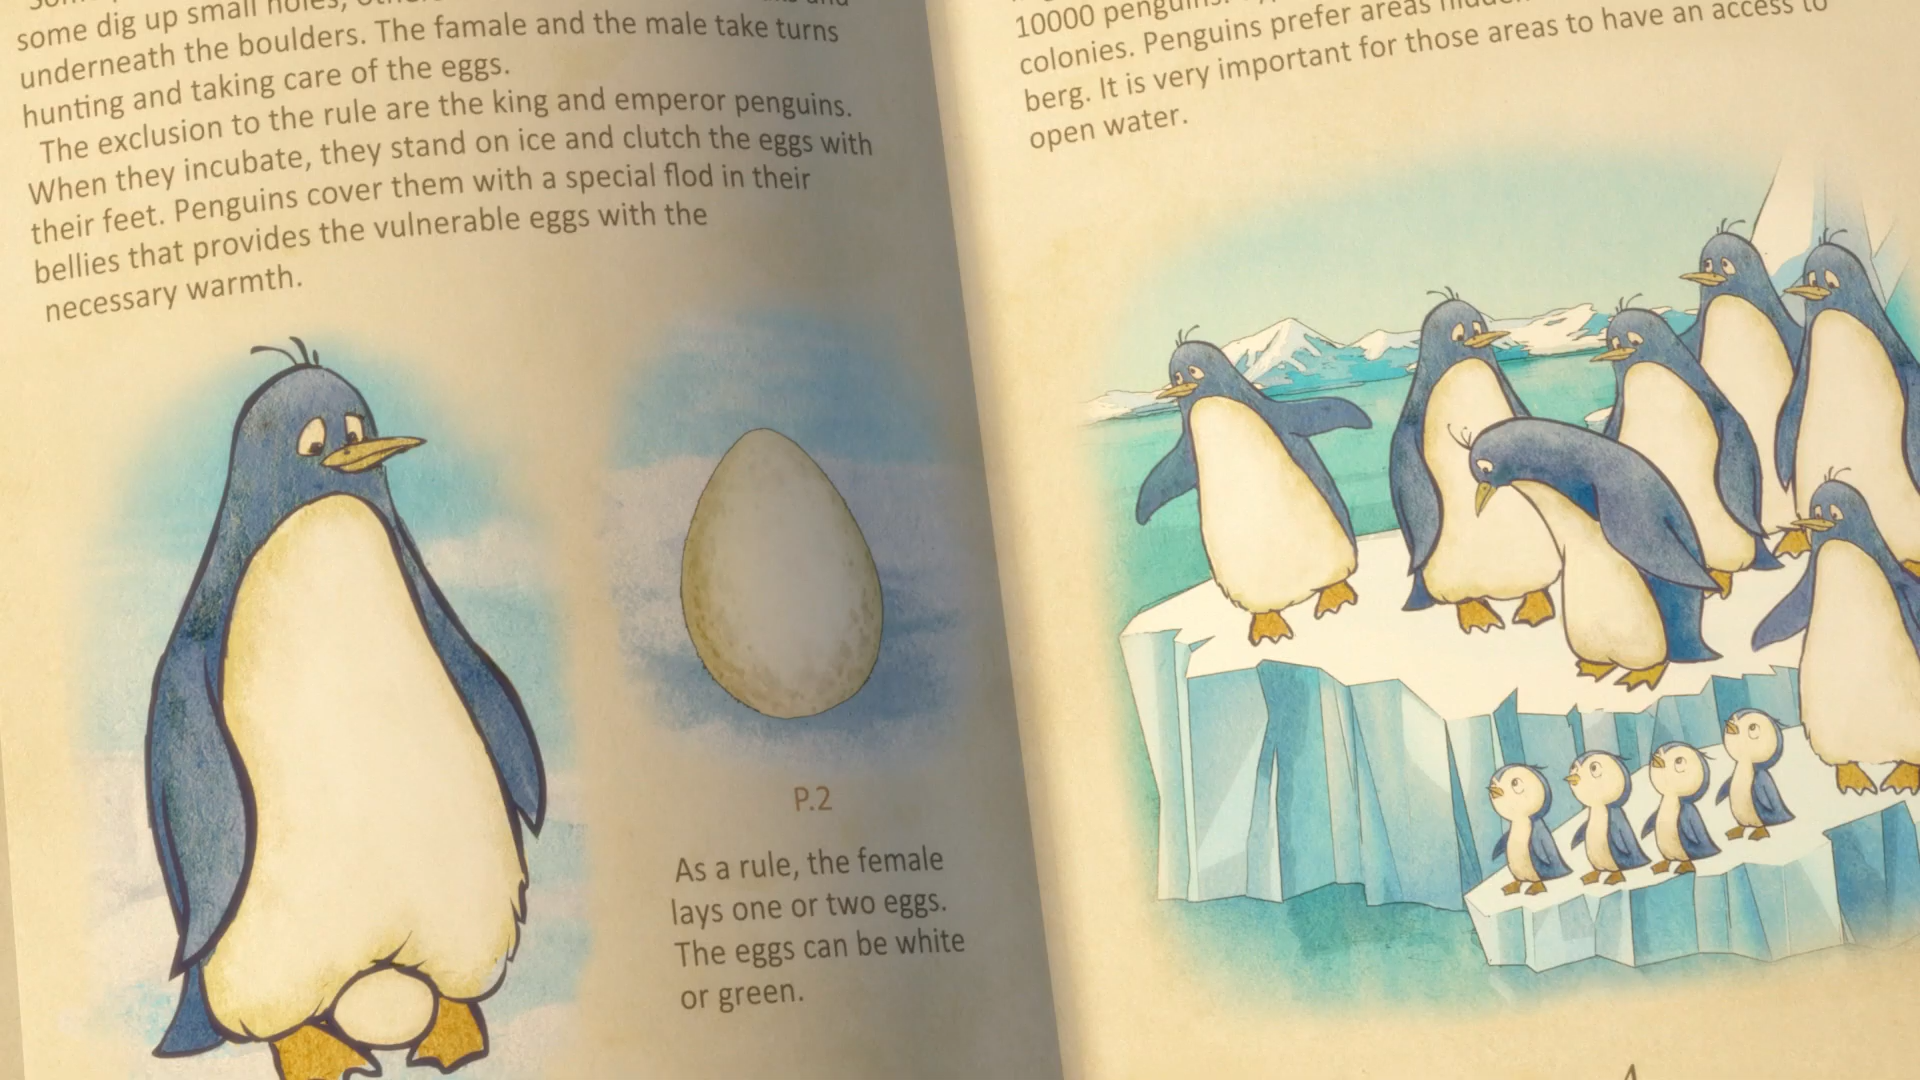 some dig up small holes,
underneath the boulders. The famale and the male take turns
hunting and taking care of the eggs.
The exclusion to the rule are the king and emperor penguins.
When they incubate, they stand on ice and clutch the eggs with
their feet. Penguins cover them with a special flod in their
bellies that provides the vulnerable eggs with the
necessary warmth.
P.2
As a rule, the female
lays one or two eggs.
The eggs can be white
or green.
10000 penguins.
colonies. Penguins prefer areas
berg. It is very important for those areas to have an access to
open water.